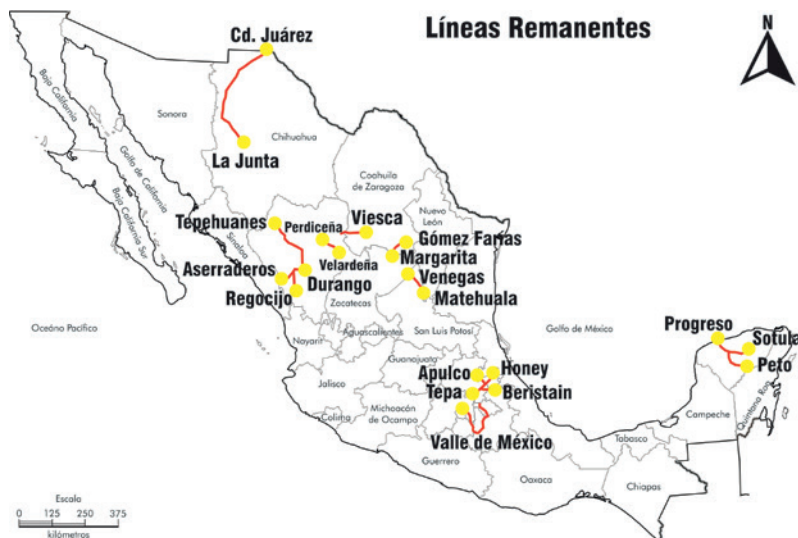 Líneas Remanentes
N
Cd. Juárez
Baja California
Sonora
Golfo de California
Chihuahua
La Junta
Coahuila
de Zaragoza
Baja California Sur
Nuevo
León
Tepehuanes
Perdiceña
Viesca
Sinaloa
Gómez Farías
Velardeña
Margarita
Aserraderos
Durango
Venegas
Regocijo
Zacatecas
Matehuala
Océano Pacífico
Nayarit
Aguascalientes
San Luis Potosí
Golfo de México
Progreso
Sotula
Peto
Guanajuato
Apulco
Honey
Jalisco
Tepa
Beristain
Quintana Roo
Colima
Michoacán
de Ocampo
Campeche
Valle de México
Tabasco
Guerrero
Oaxaca
Chiapas
Escala
0 125 250 375
kilómetros